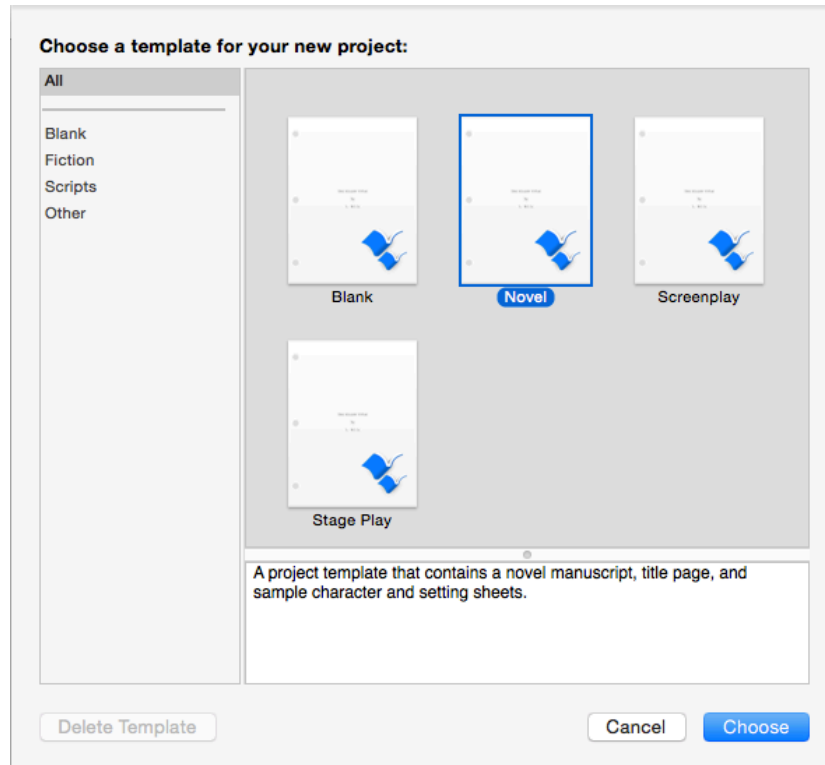 Choose a template for your new project:
All
Blank
Fiction
Scripts
Other
Blank
Novel
Screenplay
Stage Play
A project template that contains a novel manuscript, title page, and
sample character and setting sheets.
Delete Template
Cancel
Choose